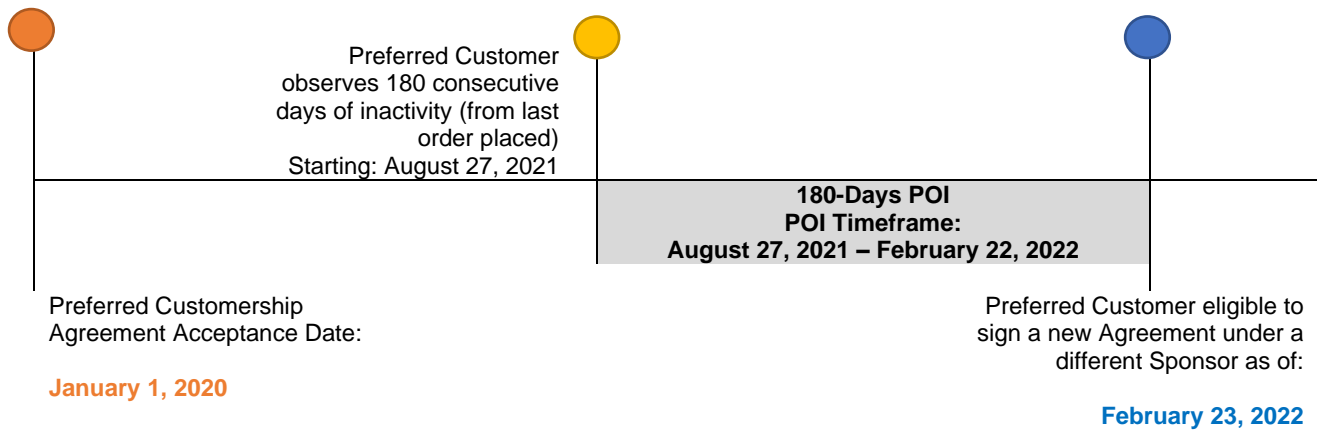 Preferred Customer
observes 180 consecutive
days of inactivity (from last
order placed)
Starting: August 27, 2021
180-Days POI
POI Timeframe:
August 27, 2021 – February 22, 2022
Preferred Customership
Agreement Acceptance Date:
January 1, 2020
Preferred Customer eligible to
sign a new Agreement under a
different Sponsor as of:
February 23, 2022